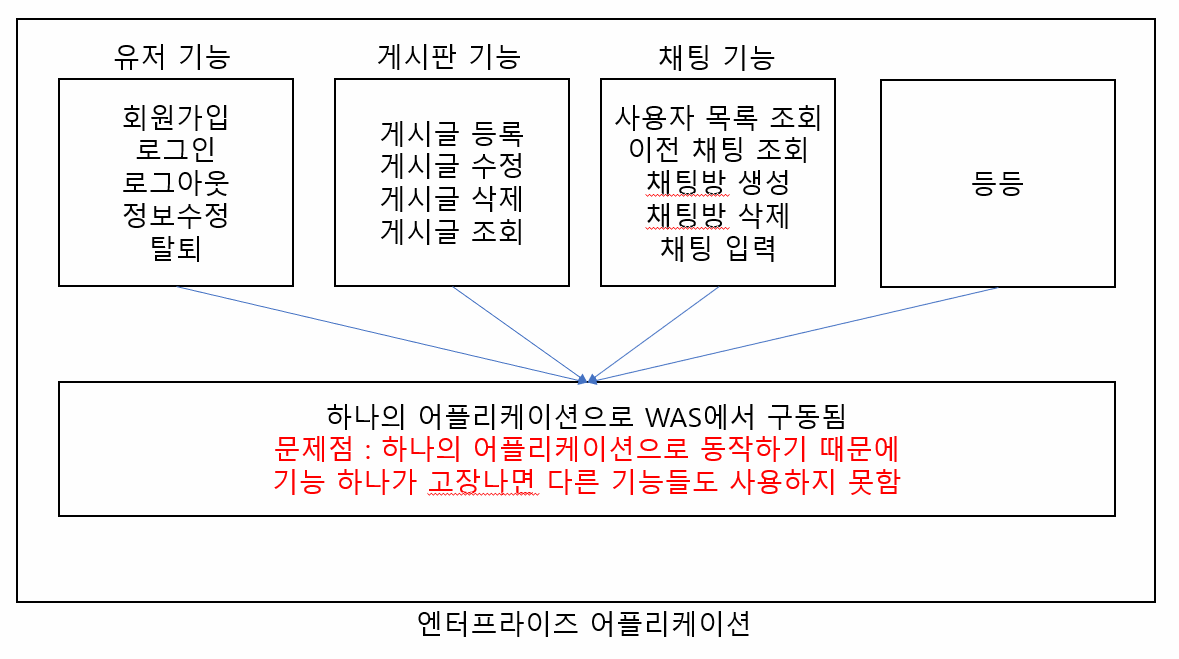 유저 기능
회원가입
로그인
로그아웃
정보수정
탈퇴
게시판 기능
게시글 등록
게시글 수정
게시글 삭제
게시글 조회
채팅 기능
사용자 목록 조회
이전 채팅 조회
채팅방 생성
채팅방 삭제
채팅 입력
등등
하나의 어플리케이션으로 WAS에서 구동됨
문제점 : 하나의 어플리케이션으로 동작하기 때문에
기능 하나가 고장나면 다른 기능들도 사용하지 못함
엔터프라이즈 어플리케이션